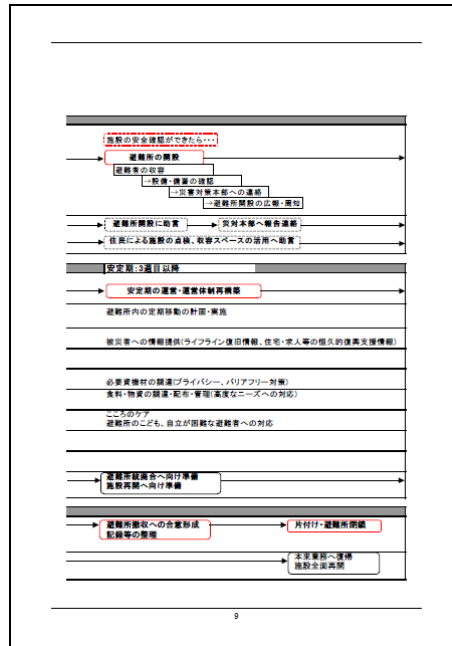 施設の安全確認ができたら・・・
避難所の開設
避難者の収容
→設備・備蓄の確認
→災害対策本部への連絡
→避難所開設の広報・周知
避難所開設に助言
災対本部へ報告連絡
住民による施設の点検、収容スペースの活用へ助言
安定期:3週目以降
安定期の運営・運営体制再構築
避難所内の定期移動の計画・実施
被災者への情報提供(ライフライン復旧情報、住宅・求人等の恒久的復興支援情報)
必要資機材の調達(プライバシー、バリアフリー対策)
食料・物資の調達・配布・管理(高度なニーズへの対応)
こころのケア
避難所のこども、自立が困難な避難者への対応
避難所統廃合へ向け準備
施設再開へ向け準備
避難所撤収への合意形成
記録等の整理
片付け・避難所閉鎖
本来業務へ復帰
施設全面再開
9